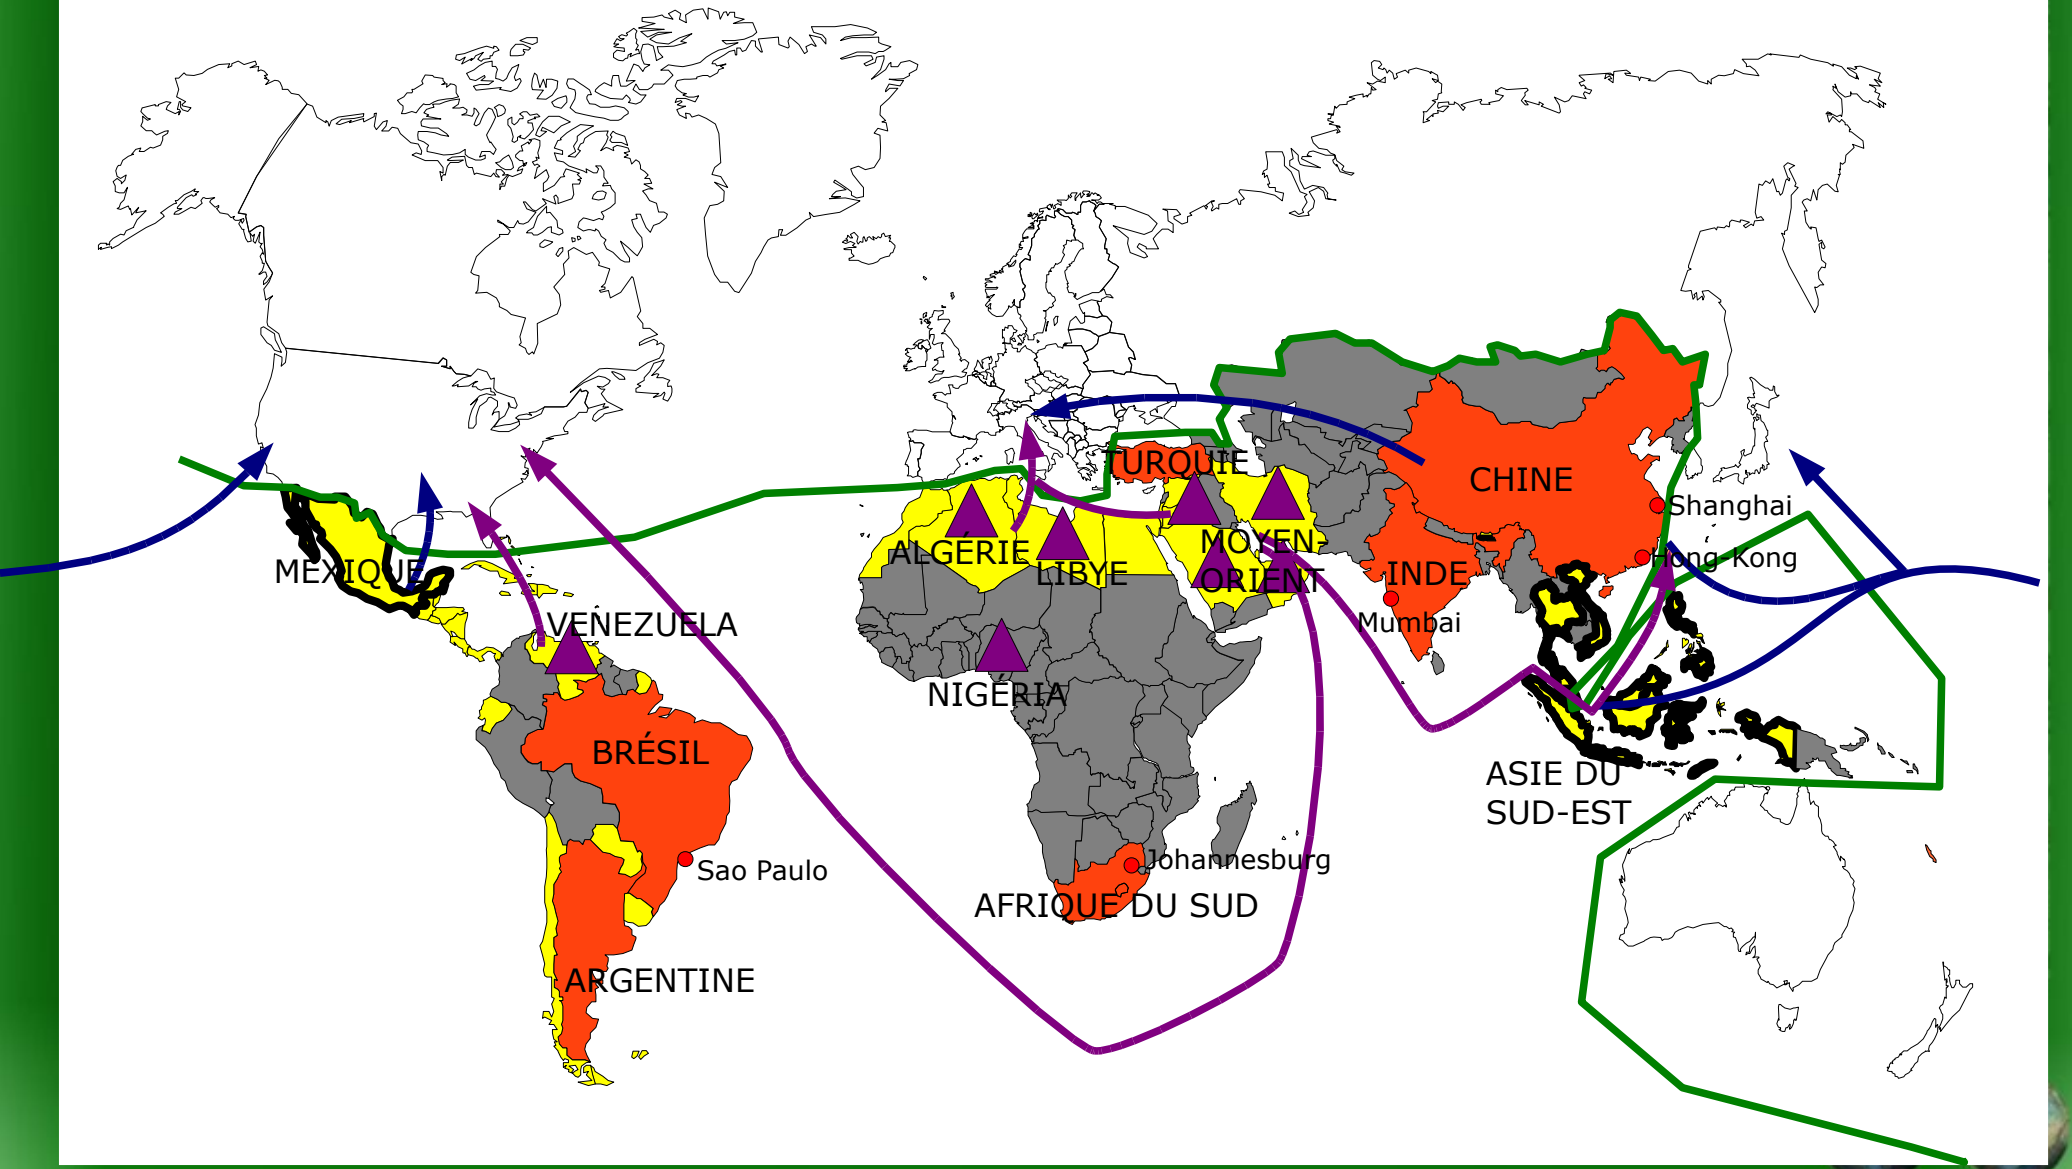 TURQUIE
CHINE
Shanghai
ALGÉRIE
LIBYE
MOYEN-
ORIENT
INDE
Hong-Kong
MEXIQUE
Mumbai
VENEZUELA
NIGÉRIA
BRÉSIL
ASIE DU
SUD-EST
Sao Paulo
Johannesburg
AFRIQUE DU SUD
ARGENTINE